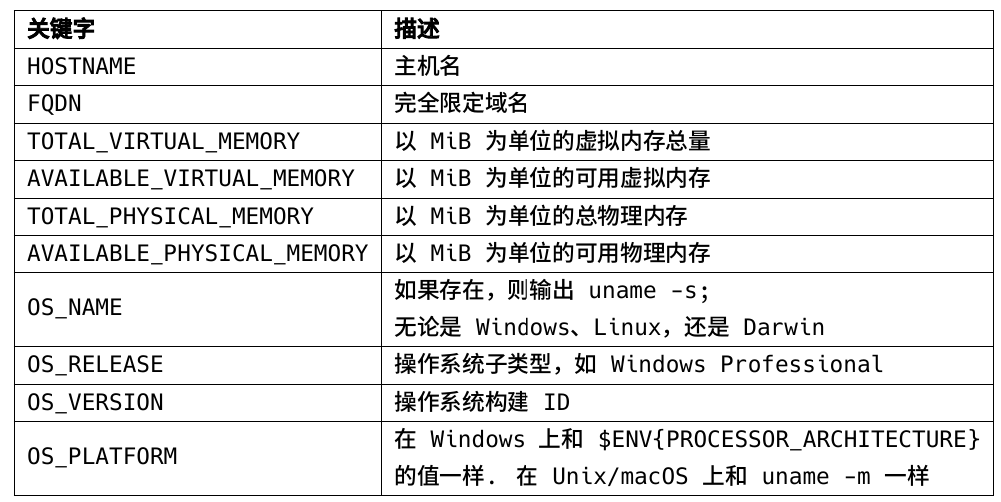 关键字 描述
HOSTNAME 主机名
FQDN 完全限定域名
TOTAL_VIRTUAL_MEMORY 以 MiB 为单位的虚拟内存总量
AVAILABLE_VIRTUAL_MEMORY 以 MiB 为单位的可用虚拟内存
TOTAL_PHYSICAL_MEMORY 以 MiB 为单位的总物理内存
AVAILABLE_PHYSICAL_MEMORY 以 MiB 为单位的可用物理内存
OS_NAME 如果存在，则输出 uname -s；
无论是 Windows、Linux，还是 Darwin
OS_RELEASE 操作系统子类型，如 Windows Professional
OS_VERSION 操作系统构建 ID
OS_PLATFORM 在 Windows 上和 $ENV{PROCESSOR_ARCHITECTURE}
的值一样. 在 Unix/macOS 上和 uname -m 一样